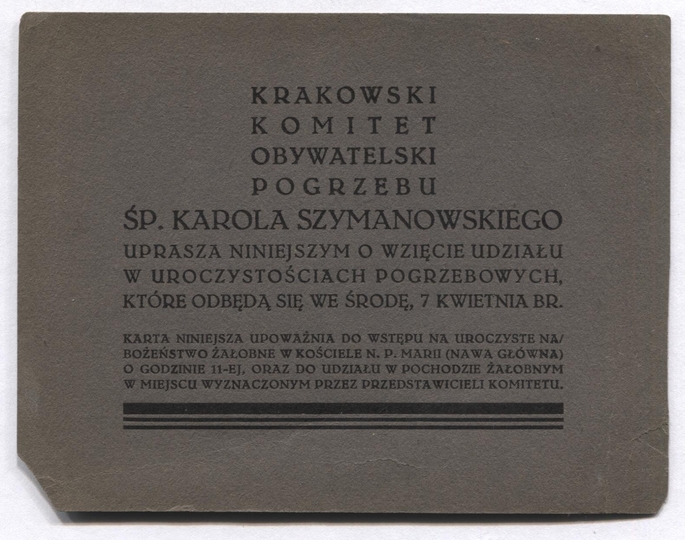 KRAKOWSKI
KOMITET
OBYWATELSKI
POGRZEBU
ŚP. KAROLA SZYMANOWSKIEGO
UPRASZA NINIEJSZYM O WZIĘCIE UDZIAŁU
W UROCZYSTOŚCIACH POGRZEBOWYCH,
KTÓRE ODBĘDĄ SIĘ WE ŚRODĘ, 7 KWIETNIA BR.
KARTA NINIEJSZA UPOWAŻNIA DO WSTĘPU NA UROCZYSTE NA/
BOŻEŃSTWO ŻAŁOBNE W KOŚCIELE N. P. MARII (NAWA GŁÓWNA)
O GODZINIE 11-EJ, ORAZ DO UDZIAŁU W POCHODZIE ŻAŁOBNYM
W MIEJSCU WYZNACZONYM PRZEZ PRZEDSTAWICIELI KOMITETU.